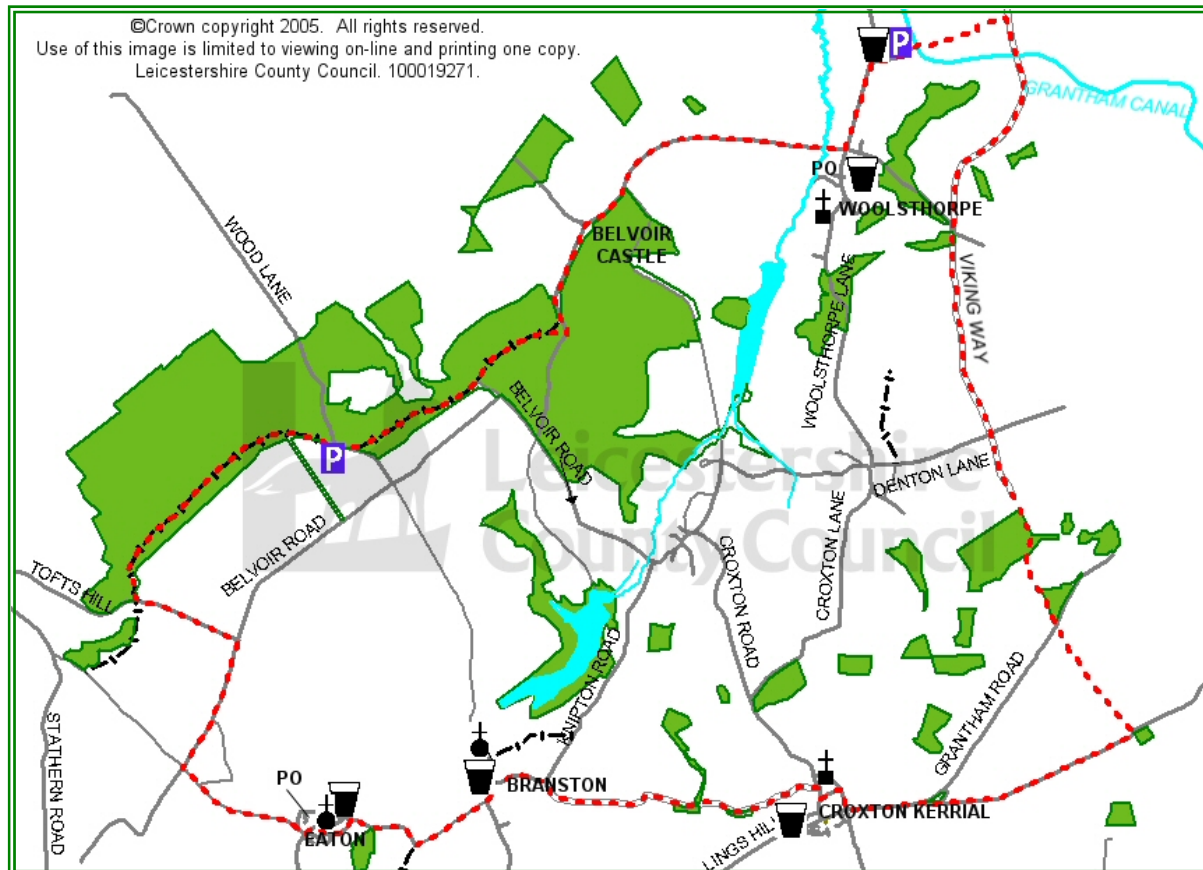 ©Crown copyright 2005. All rights reserved.
Use of this image is limited to viewing on-line and printing one copy.
Leicestershire County Council. 100019271.
P
GRANTHAM CANAL
PO
WOOLSTHORPE
BELVOIR
CASTLE
WOOD LANE
VIKING WAY
WOOLSTHORPE LANE
BELVOIR ROAD
P
DENTON LANE
Leicestershire
County Council
BELVOIR ROAD
CROXTON LANE
CROXTON ROAD
TOFTS HILL
KNIPTON ROAD
GRANTHAM ROAD
STATHERN ROAD
PO
BRANSTON
EATON
CROXTON KERRIAL
LINGS HILL